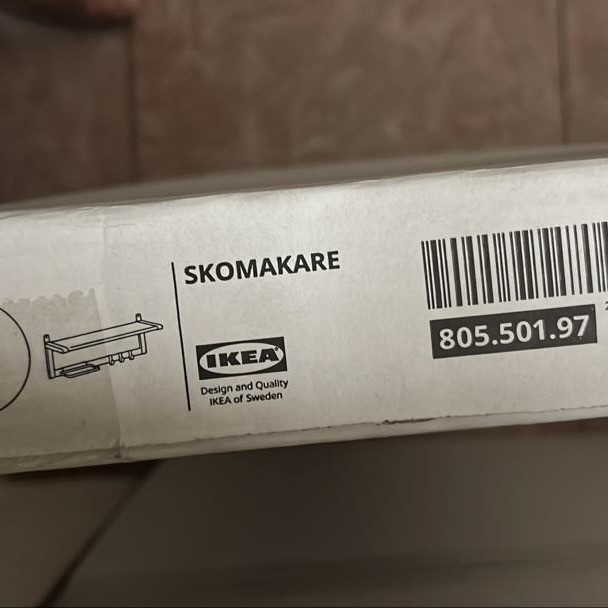 SKOMAKARE
IKEA
Design and Quality
IKEA of Sweden
805.501.97